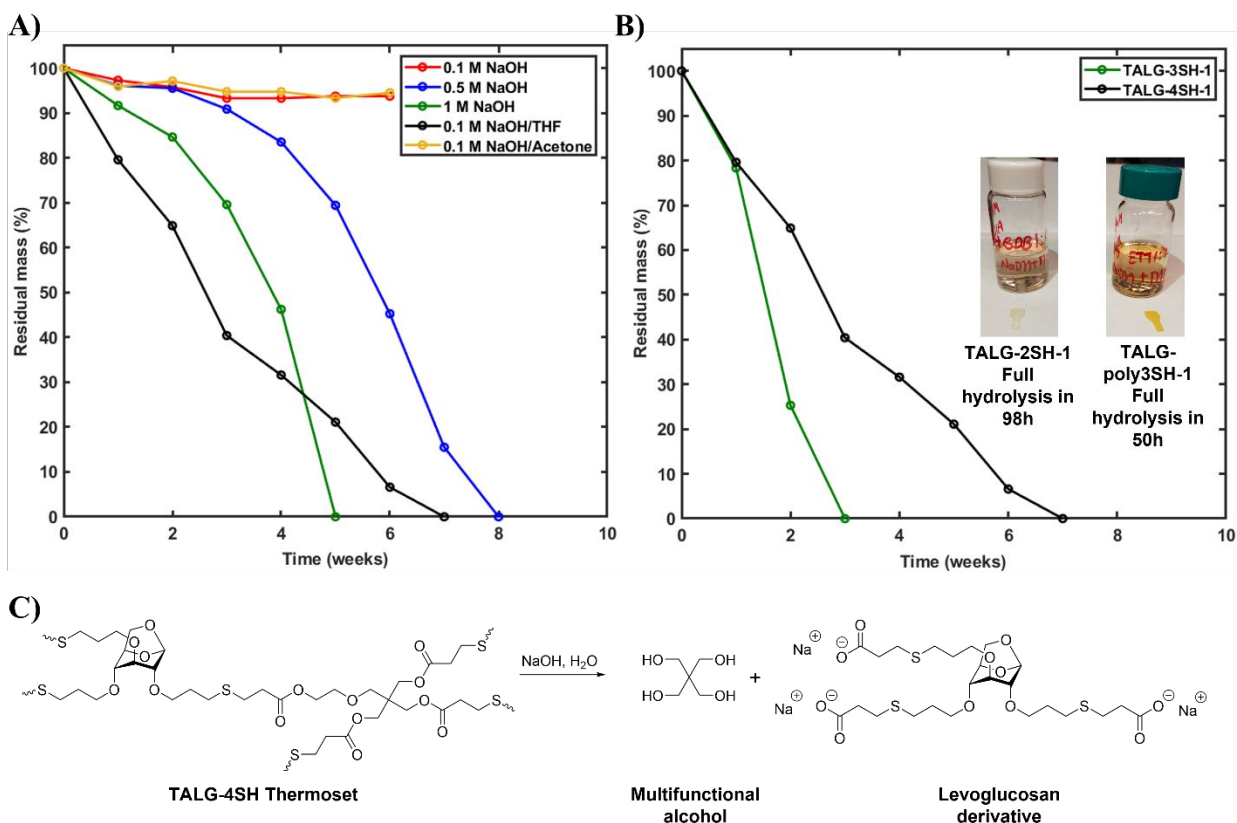 A)
100
90
80
70
60
50
40
30
20
10
0
0
2
4
6
8
10
Residual mass (%)
Time (weeks)
0.1 M NaOH
0.5 M NaOH
1 M NaOH
0.1 M NaOH/THF
0.1 M NaOH/Acetone
B)
100
90
80
70
60
50
40
30
20
10
0
0
2
4
6
8
10
Residual mass (%)
Time (weeks)
TALG-3SH-1
TALG-4SH-1
TALG-2SH-1
Full
hydrolysis in
98h
TALG-
poly3SH-1
Full
hydrolysis in
50h
C)
S
O
O
O
S
O
O
S
O
O
O
O
O
S
O
O
S
O
O
S
NaOH, H2O
HO
OH
HO
OH
+
Na+
O
O−
S
O
O
O
Na+
−O
O
S
O
O
S
O−
O
Na+
TALG-4SH Thermoset
Multifunctional
alcohol
Levoglucosan
derivative